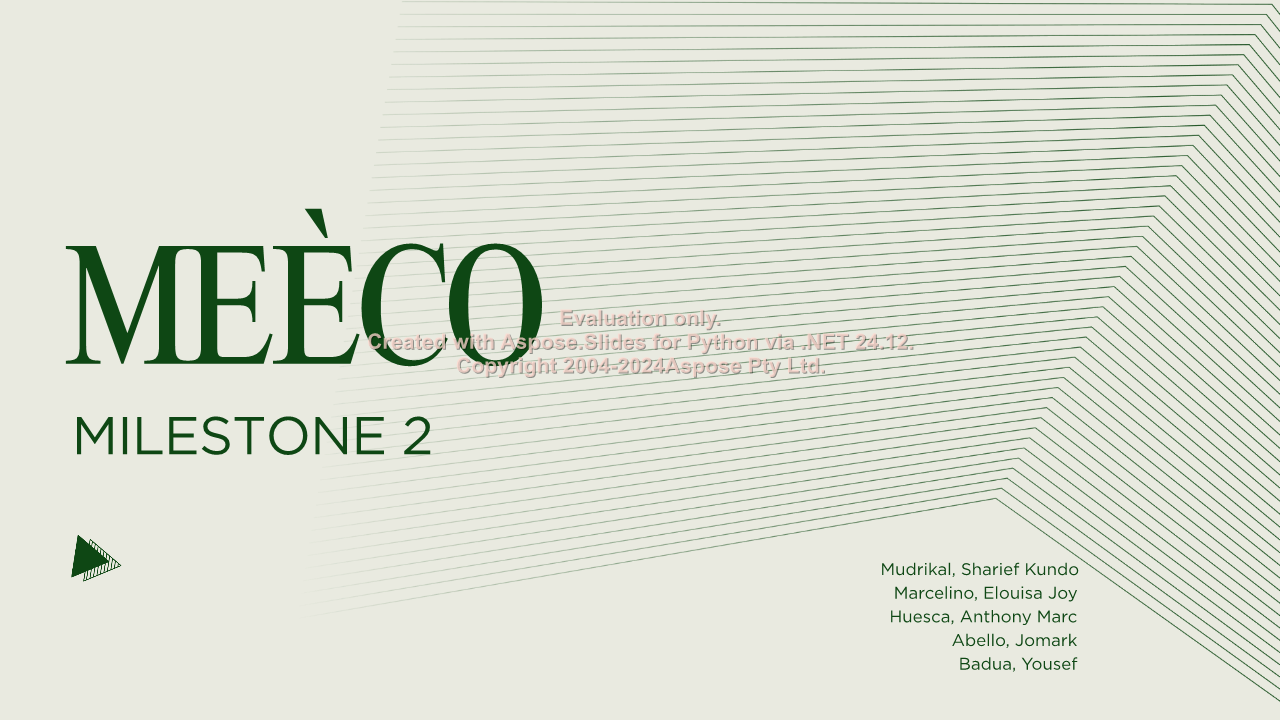 MEÈCO
Evaluation only.
Created with Aspose.Slides for Python via .NET 24.12.
Copyright 2004-2024Aspose Pty Ltd.
MILESTONE 2
Mudrikal, Sharief Kundo
Marcelino, Elouisa Joy
Huesca, Anthony Marc
Abello, Jomark
Badua, Yousef